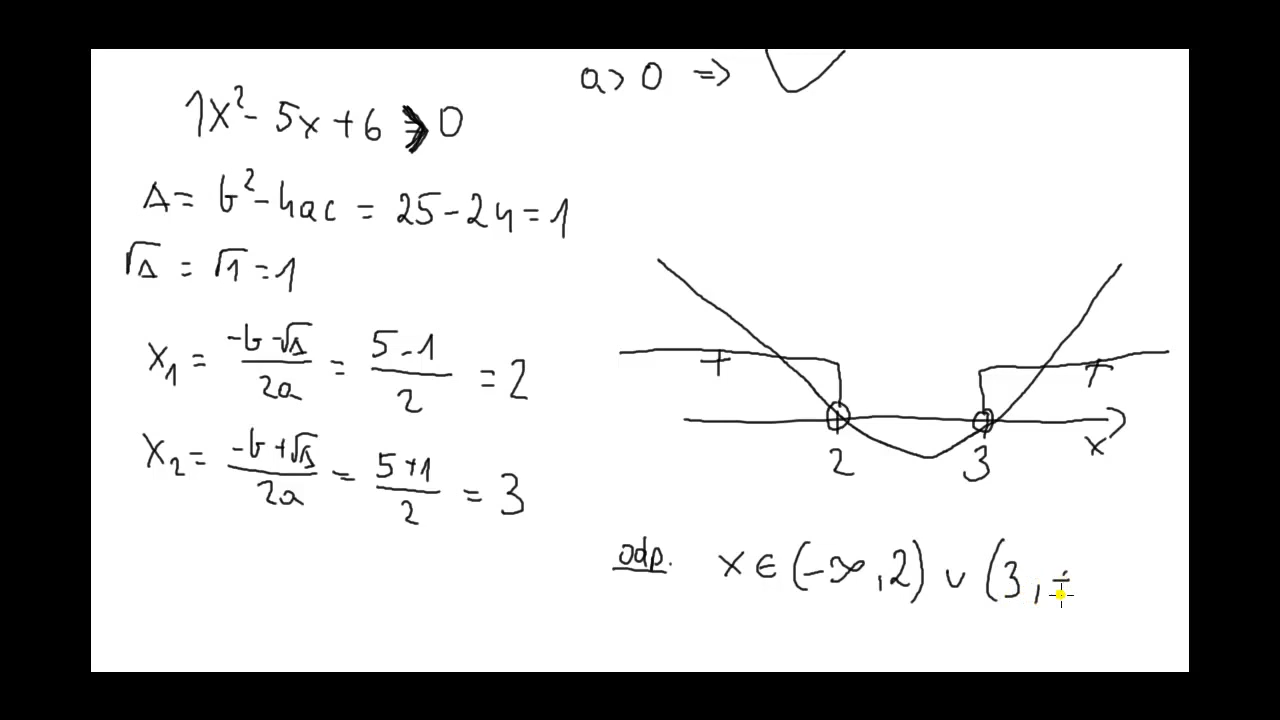 a > 0 =>
1x² - 5x + 6 > 0
Δ = b² - 4ac = 25 - 24 = 1
√Δ = √1 = 1
x₁ = (-b - √Δ)/2a = (5 - 1)/2 = 2
x₂ = (-b + √Δ)/2a = (5 + 1)/2 = 3
+ +
2 3 x
odp. x ∈ (-∞, 2) ∪ (3, +